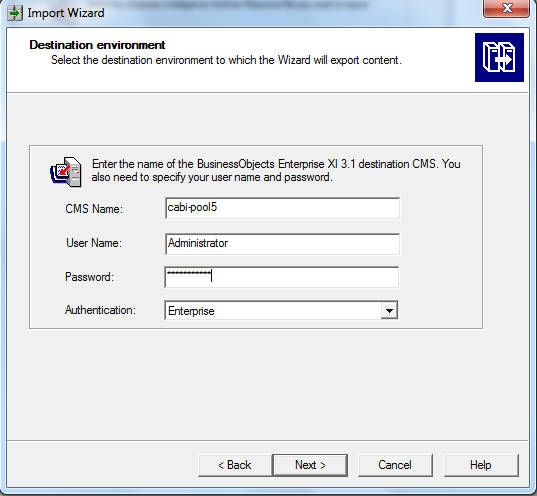 Import Wizard
Destination environment
Select the destination environment to which the Wizard will export content.
Enter the name of the BusinessObjects Enterprise XI 3.1 destination CMS. You
also need to specify your user name and password.
CMS Name: cabi-pool5
User Name: Administrator
Password: ***********
Authentication: Enterprise
< Back Next > Cancel Help